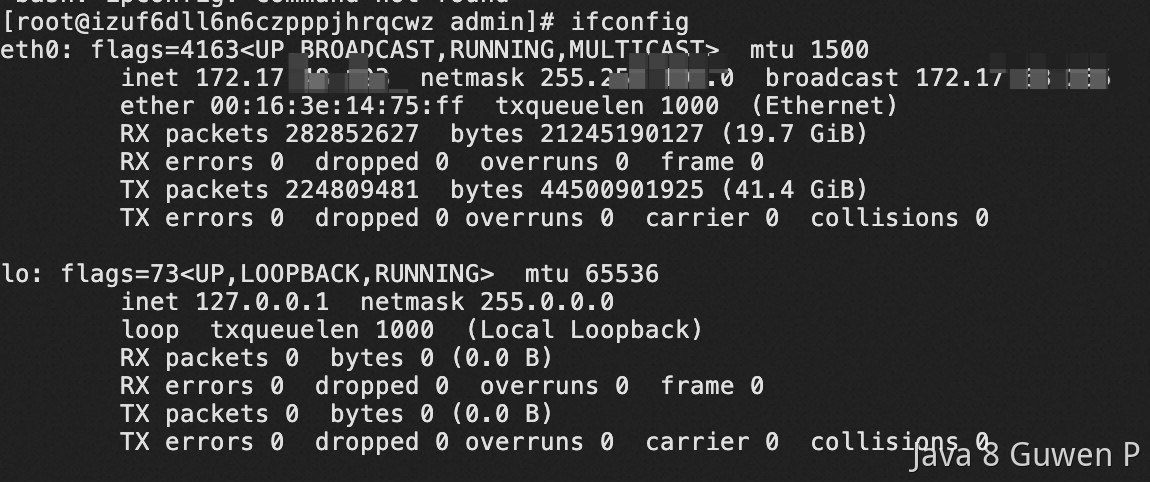 bash: ipconfig: command not found
[root@izuf6dll6n6czpppjhrqcwz admin]# ifconfig
eth0: flags=4163<UP,BROADCAST,RUNNING,MULTICAST>  mtu 1500
inet 172.17 netmask 255. .0  broadcast 172.17
ether 00:16:3e:14:75:ff  txqueuelen 1000  (Ethernet)
RX packets 282852627  bytes 21245190127 (19.7 GiB)
RX errors 0  dropped 0  overruns 0  frame 0
TX packets 224809481  bytes 44500901925 (41.4 GiB)
TX errors 0  dropped 0 overruns 0  carrier 0  collisions 0
lo: flags=73<UP,LOOPBACK,RUNNING>  mtu 65536
inet 127.0.0.1  netmask 255.0.0.0
loop  txqueuelen 1000  (Local Loopback)
RX packets 0  bytes 0 (0.0 B)
RX errors 0  dropped 0  overruns 0  frame 0
TX packets 0  bytes 0 (0.0 B)
TX errors 0  dropped 0 overruns 0  carrier 0  collisions 0
Java 8 Guwen P